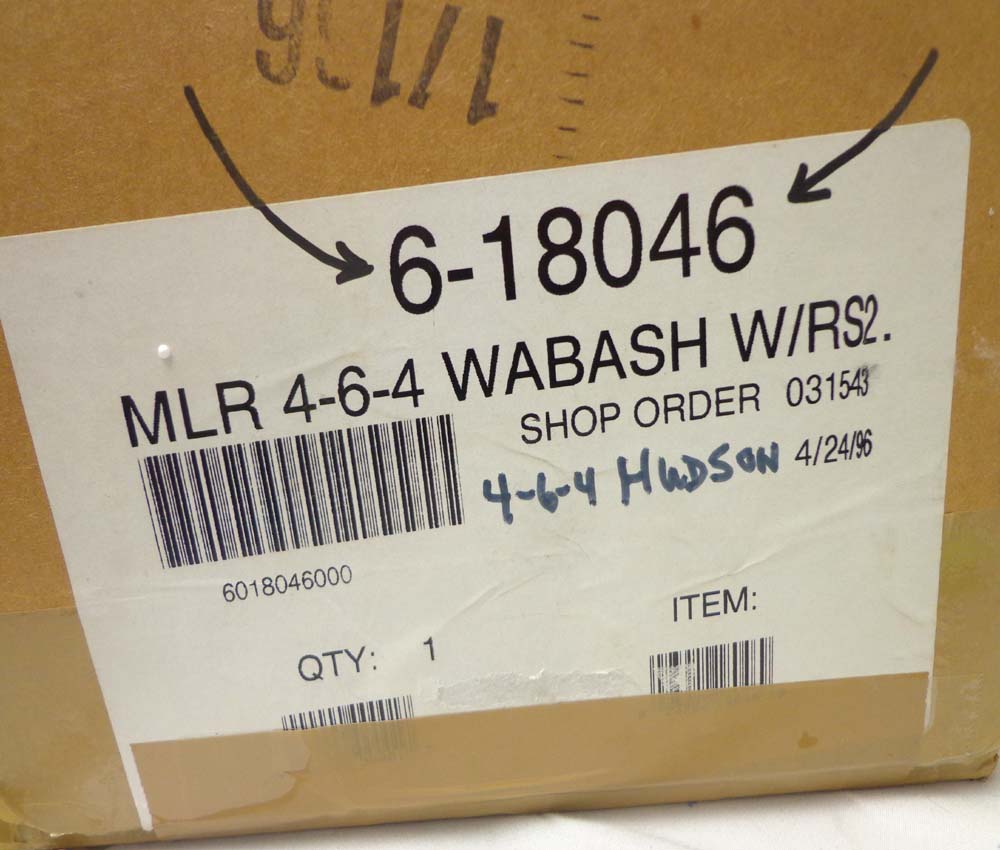 6-18046
MLR 4-6-4 WABASH W/RS2.
SHOP ORDER 031543
4-6-4 HUDSON 4/24/96
6018046000
ITEM:
QTY: 1